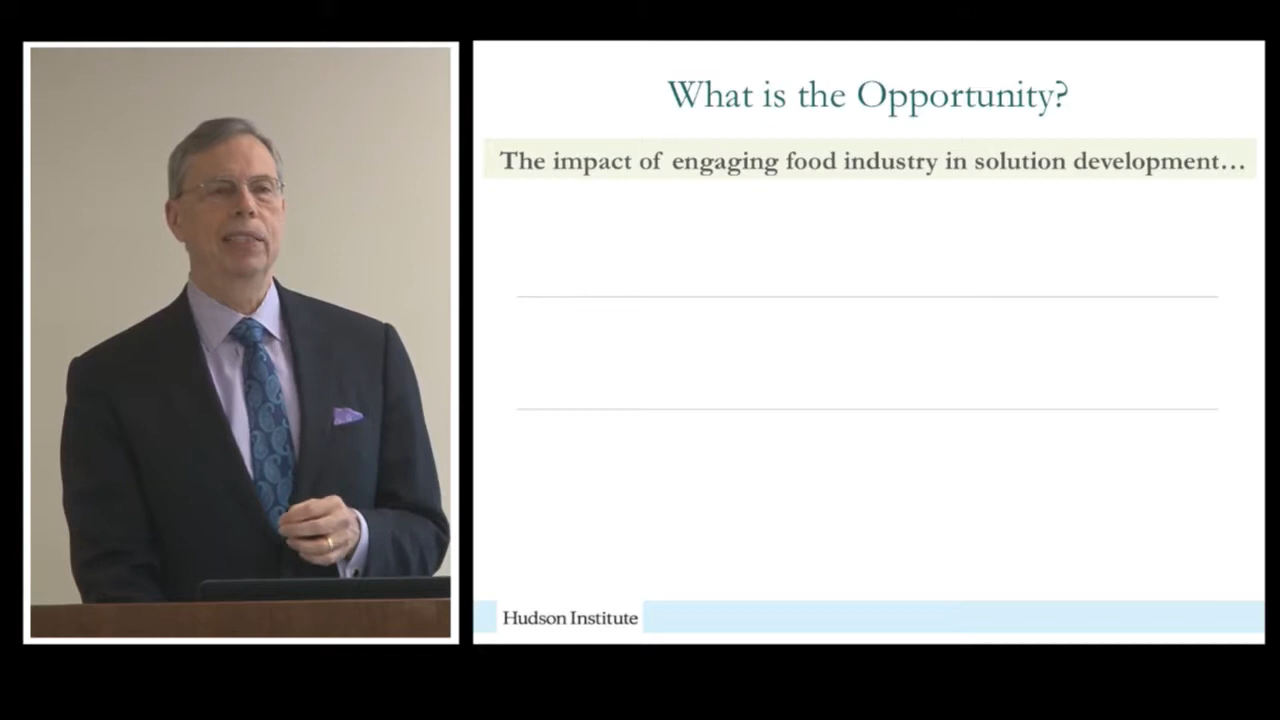 What is the Opportunity?
The impact of engaging food industry in solution development…
Hudson Institute